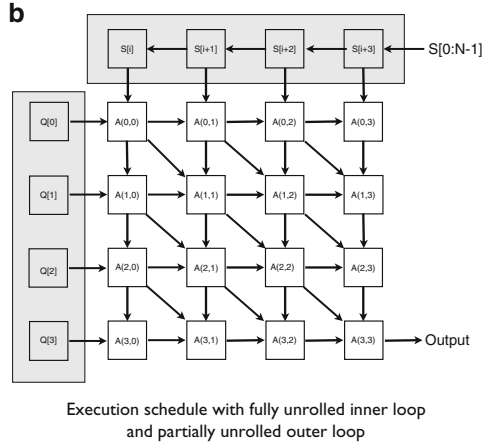 b
S[i] S[i+1] S[i+2] S[i+3] S[0:N-1]
Q[0] A(0,0) A(0,1) A(0,2) A(0,3)
Q[1] A(1,0) A(1,1) A(1,2) A(1,3)
Q[2] A(2,0) A(2,1) A(2,2) A(2,3)
Q[3] A(3,0) A(3,1) A(3,2) A(3,3) Output
Execution schedule with fully unrolled inner loop
and partially unrolled outer loop